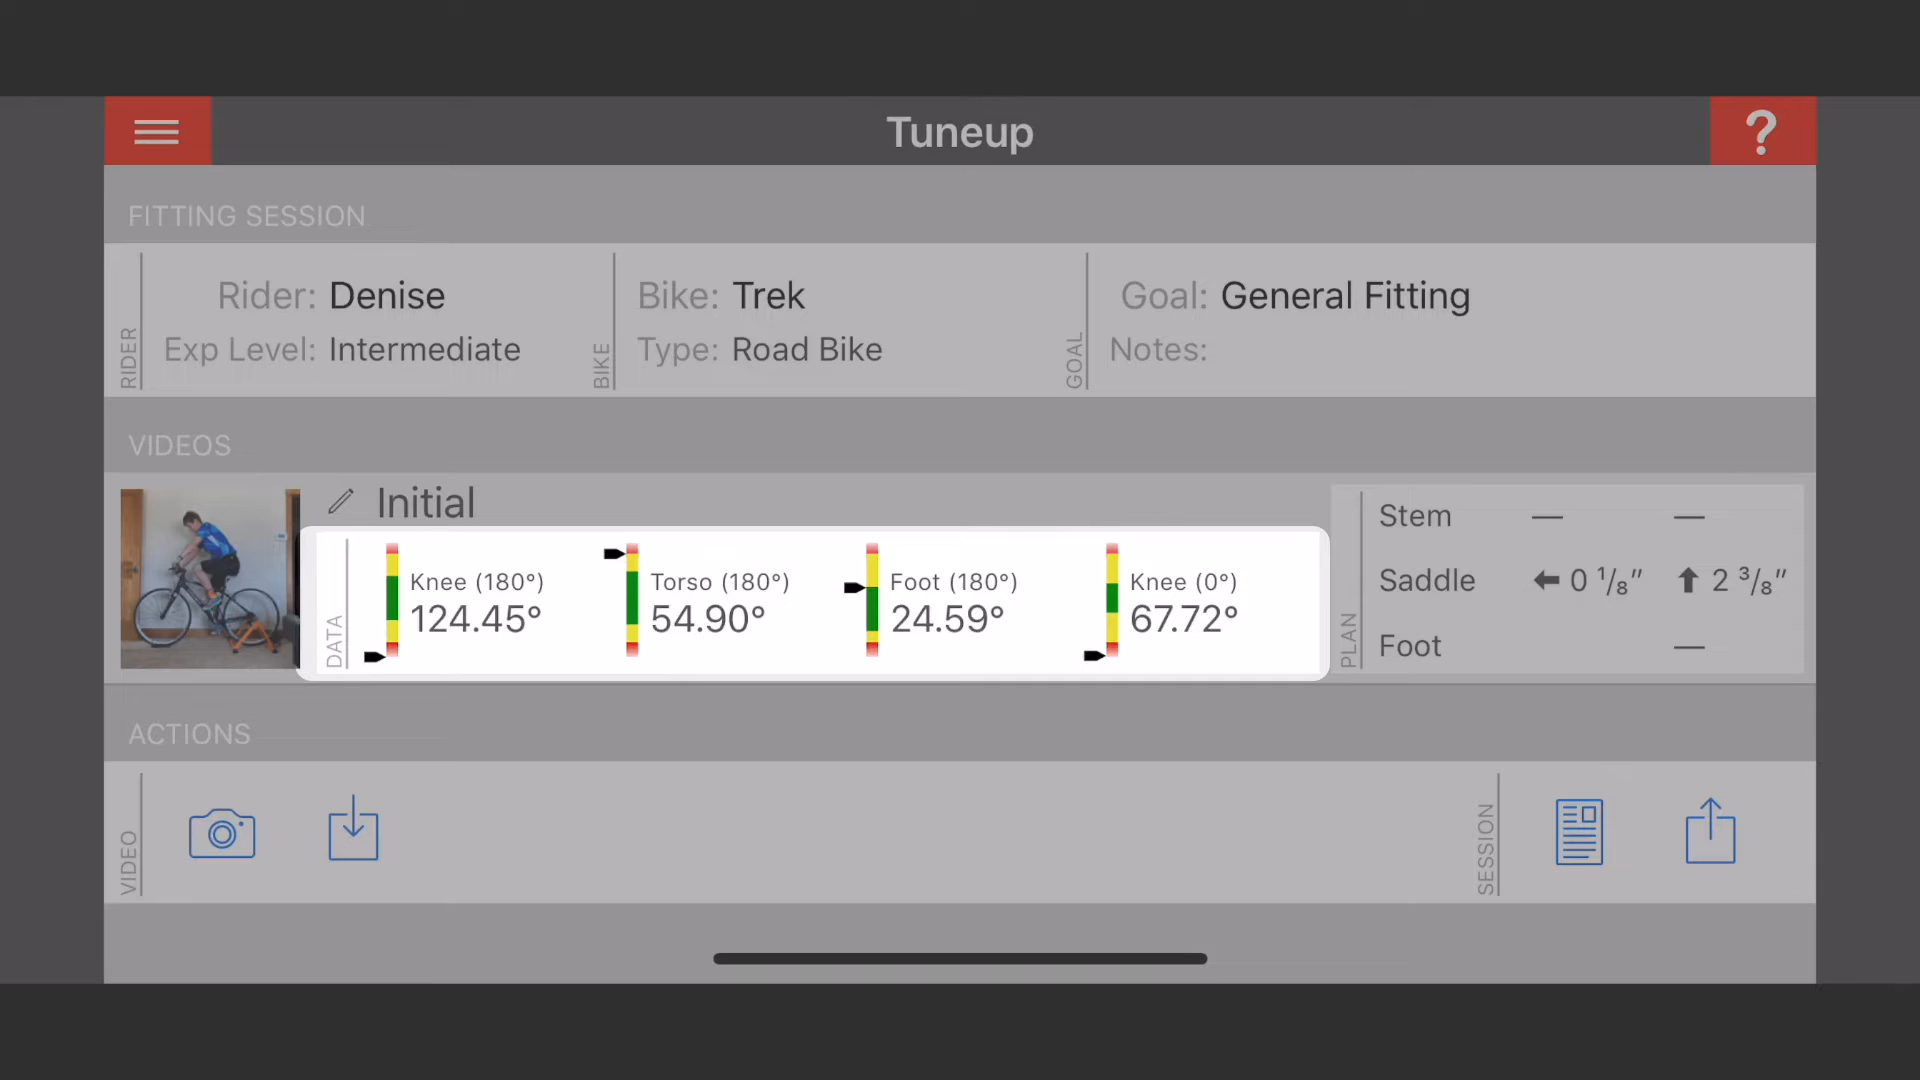 Tuneup
?
FITTING SESSION
RIDER
Rider: Denise
Exp Level: Intermediate
BIKE
Bike: Trek
Type: Road Bike
GOAL
Goal: General Fitting
Notes:
VIDEOS
Initial
DATA
Knee (180°)
124.45°
Torso (180°)
54.90°
Foot (180°)
24.59°
Knee (0°)
67.72°
PLAN
Stem — —
Saddle ← 0 1/8" ↑ 2 3/8"
Foot —
ACTIONS
VIDEO
SESSION